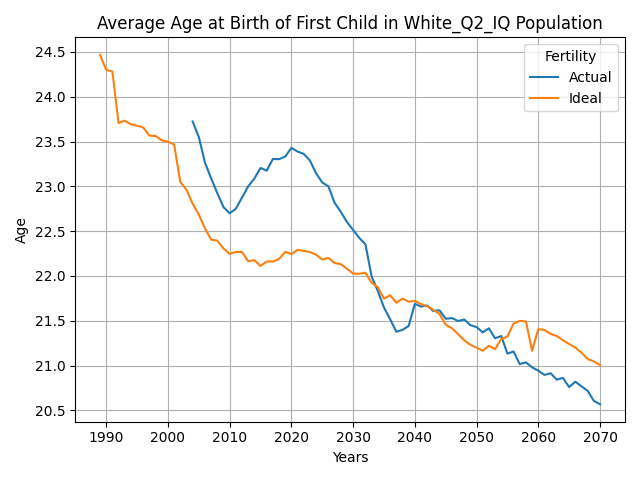 Average Age at Birth of First Child in White_Q2_IQ Population
Fertility
Actual
Ideal
Age
24.5
24.0
23.5
23.0
22.5
22.0
21.5
21.0
20.5
1990 2000 2010 2020 2030 2040 2050 2060 2070
Years